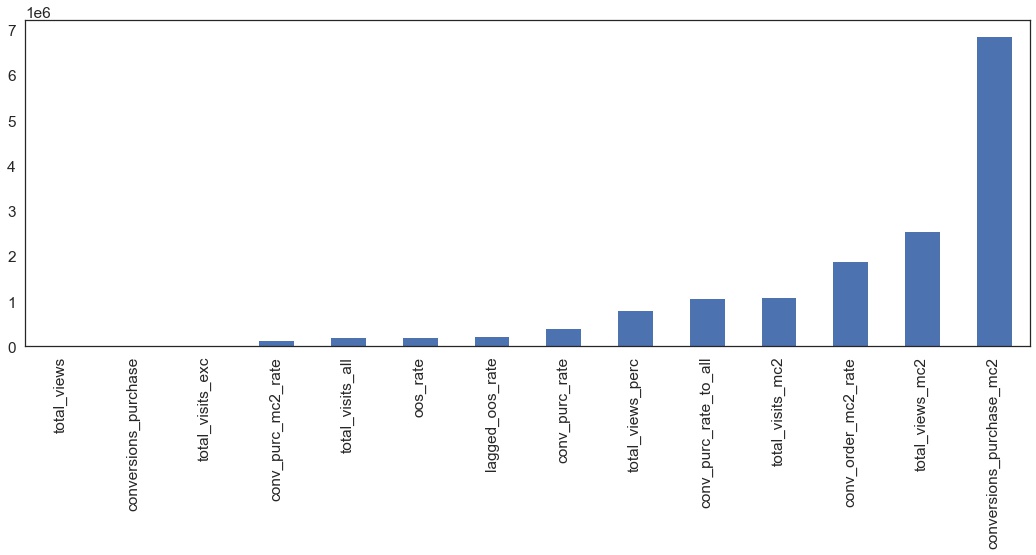 1e6
7
6
5
4
3
2
1
0
total_views
conversions_purchase
total_visits_exc
conv_purc_mc2_rate
total_visits_all
oos_rate
lagged_oos_rate
conv_purc_rate
total_views_perc
conv_purc_rate_to_all
total_visits_mc2
conv_order_mc2_rate
total_views_mc2
conversions_purchase_mc2